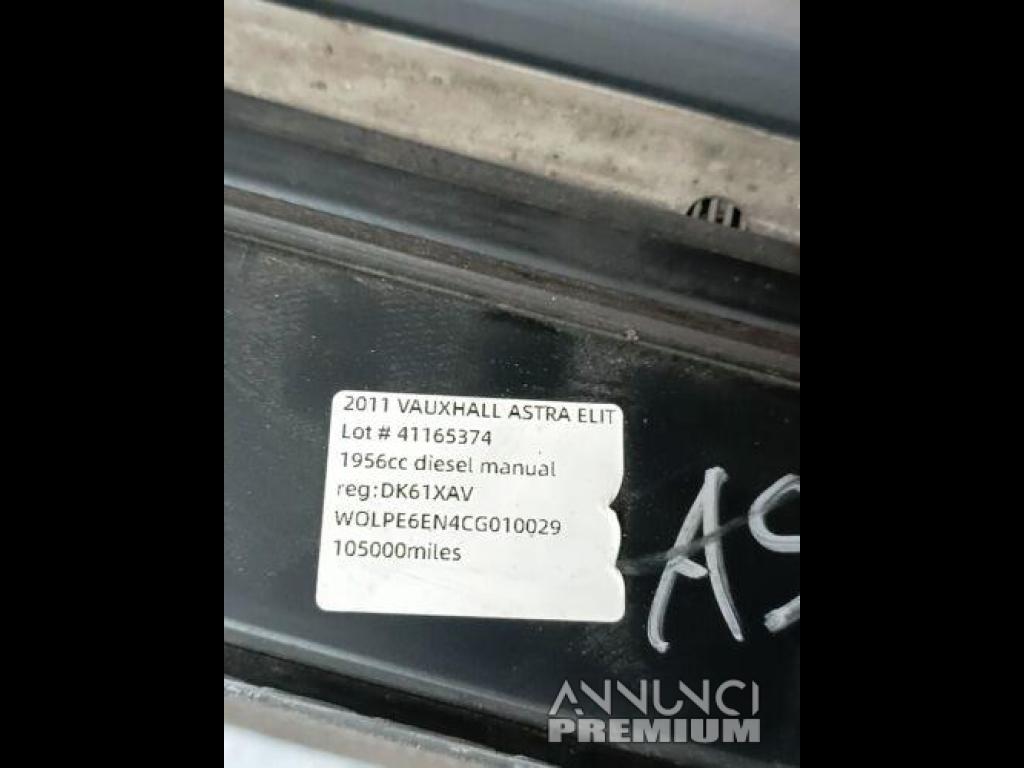 2011 VAUXHALL ASTRA ELIT
Lot # 41165374
1956cc diesel manual
reg:DK61XAV
WOLPE6EN4CG010029
105000miles
AS
ANNUNCI
PREMIUM